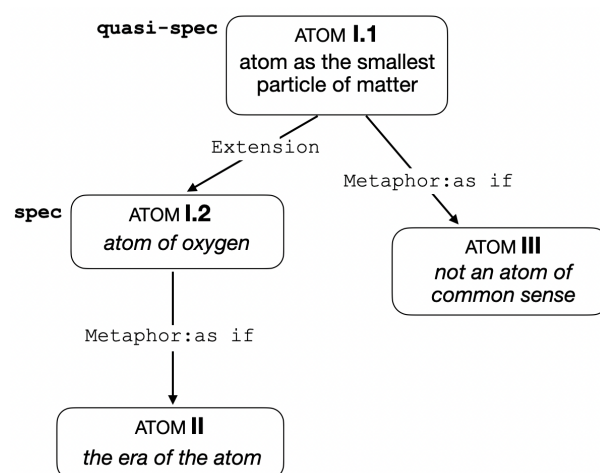 quasi-spec
ATOM I.1
atom as the smallest
particle of matter
Extension
Metaphor:as if
spec
ATOM I.2
atom of oxygen
ATOM III
not an atom of
common sense
Metaphor:as if
ATOM II
the era of the atom